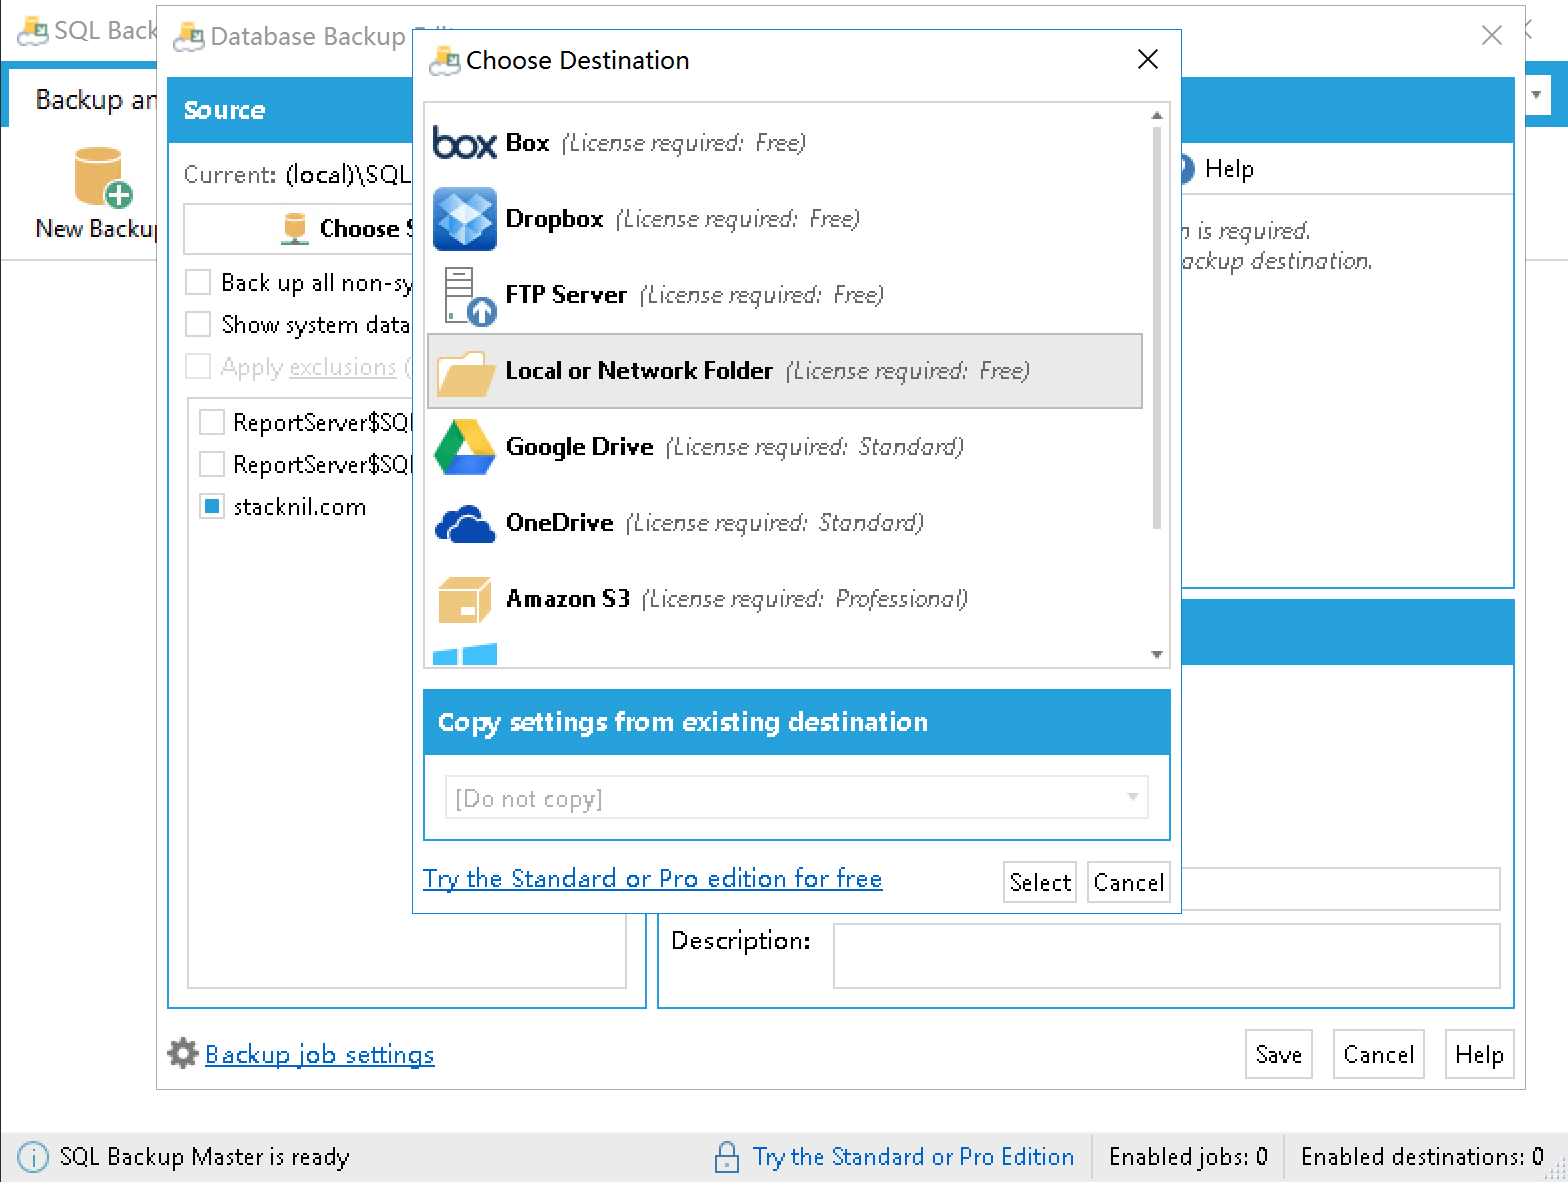 SQL Back
Database Backup
Choose Destination
Backup an
New Backup
Source
Current: (local)\SQL
Choose S
Back up all non-sy
Show system data
Apply exclusions (
ReportServer$SQL
ReportServer$SQL
stacknil.com
box Box (License required: Free)
Dropbox (License required: Free)
FTP Server (License required: Free)
Local or Network Folder (License required: Free)
Google Drive (License required: Standard)
OneDrive (License required: Standard)
Amazon S3 (License required: Professional)
Copy settings from existing destination
[Do not copy]
Try the Standard or Pro edition for free
Select
Cancel
Help
is required.
ackup destination.
Description:
Backup job settings
Save
Cancel
Help
SQL Backup Master is ready
Try the Standard or Pro Edition
Enabled jobs: 0
Enabled destinations: 0